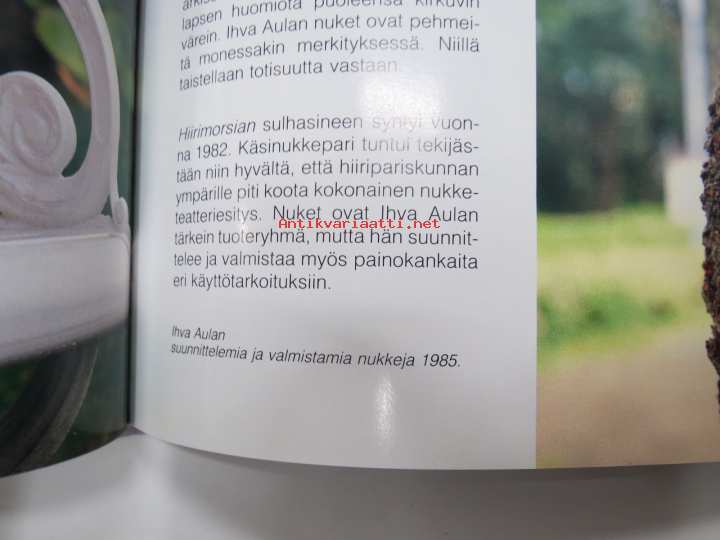 lapsen huomiota puoleensa kirkuvin
värein. Ihva Aulan nuket ovat pehmei-
tä monessakin merkityksessä. Niillä
taistellaan totisuutta vastaan.
Hiirimorsian sulhasineen syntyi vuon-
na 1982. Käsinukkepari tuntui tekijäs-
tään niin hyvältä, että hiiripariskunnan
ympärille piti koota kokonainen nukke-
teatteriesitys. Nuket ovat Ihva Aulan
Antikvariaatti.net
tärkein tuoteryhmä, mutta hän suunnit-
telee ja valmistaa myös painokankaita
eri käyttötarkoituksiin.
Ihva Aulan
suunnittelemia ja valmistamia nukkeja 1985.